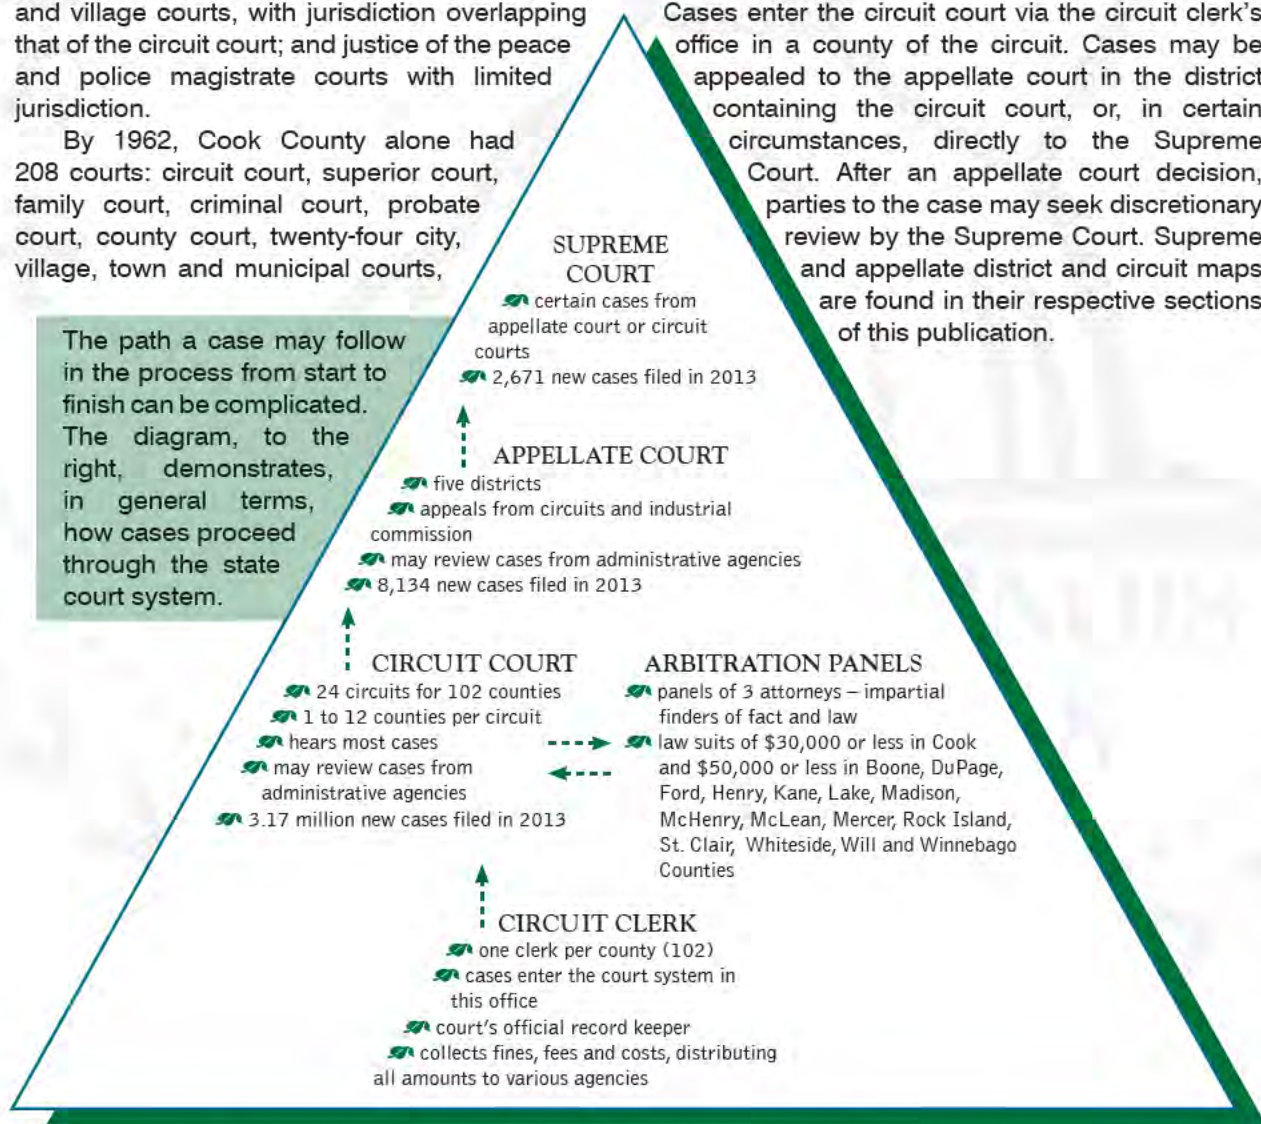 and village courts, with jurisdiction overlapping
that of the circuit court; and justice of the peace
and police magistrate courts with limited
jurisdiction.
By 1962, Cook County alone had
208 courts: circuit court, superior court,
family court, criminal court, probate
court, county court, twenty-four city,
village, town and municipal courts,
The path a case may follow
in the process from start to
finish can be complicated.
The diagram, to the
right, demonstrates,
in general terms,
how cases proceed
through the state
court system.
Cases enter the circuit court via the circuit clerk's
office in a county of the circuit. Cases may be
appealed to the appellate court in the district
containing the circuit court, or, in certain
circumstances, directly to the Supreme
Court. After an appellate court decision,
parties to the case may seek discretionary
review by the Supreme Court. Supreme
and appellate district and circuit maps
are found in their respective sections
of this publication.
SUPREME
COURT
certain cases from
appellate court or circuit
courts
2,671 new cases filed in 2013
APPELLATE COURT
five districts
appeals from circuits and industrial
commission
may review cases from administrative agencies
8,134 new cases filed in 2013
CIRCUIT COURT
24 circuits for 102 counties
1 to 12 counties per circuit
hears most cases
may review cases from
administrative agencies
3.17 million new cases filed in 2013
ARBITRATION PANELS
panels of 3 attorneys – impartial
finders of fact and law
law suits of $30,000 or less in Cook
and $50,000 or less in Boone, DuPage,
Ford, Henry, Kane, Lake, Madison,
McHenry, McLean, Mercer, Rock Island,
St. Clair, Whiteside, Will and Winnebago
Counties
CIRCUIT CLERK
one clerk per county (102)
cases enter the court system in
this office
court's official record keeper
collects fines, fees and costs, distributing
all amounts to various agencies